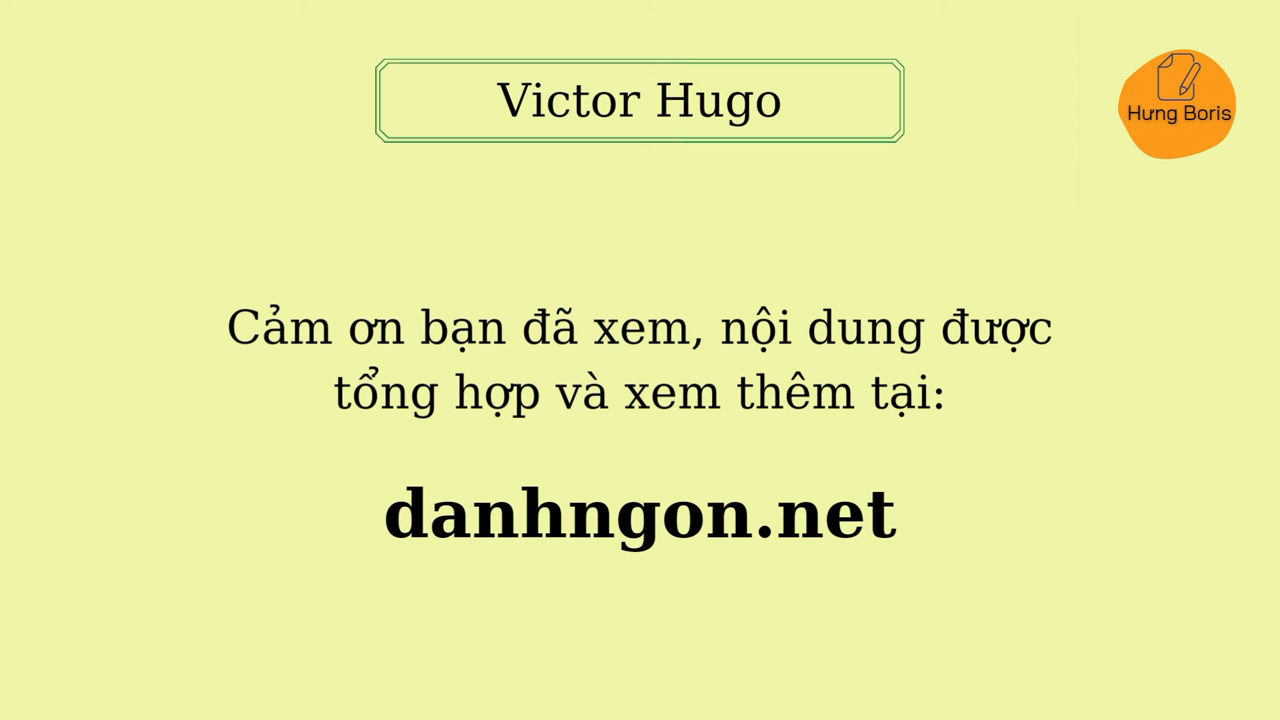 Victor Hugo
Hưng Boris
Cảm ơn bạn đã xem, nội dung được
tổng hợp và xem thêm tại:
danhngon.net